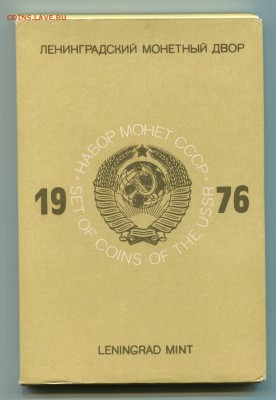 COINS.LAVE.RU
ЛЕНИНГРАДСКИЙ МОНЕТНЫЙ ДВОР
НАБОР МОНЕТ СССР
19 76
• SET OF COINS OF THE USSR •
LENINGRAD MINT